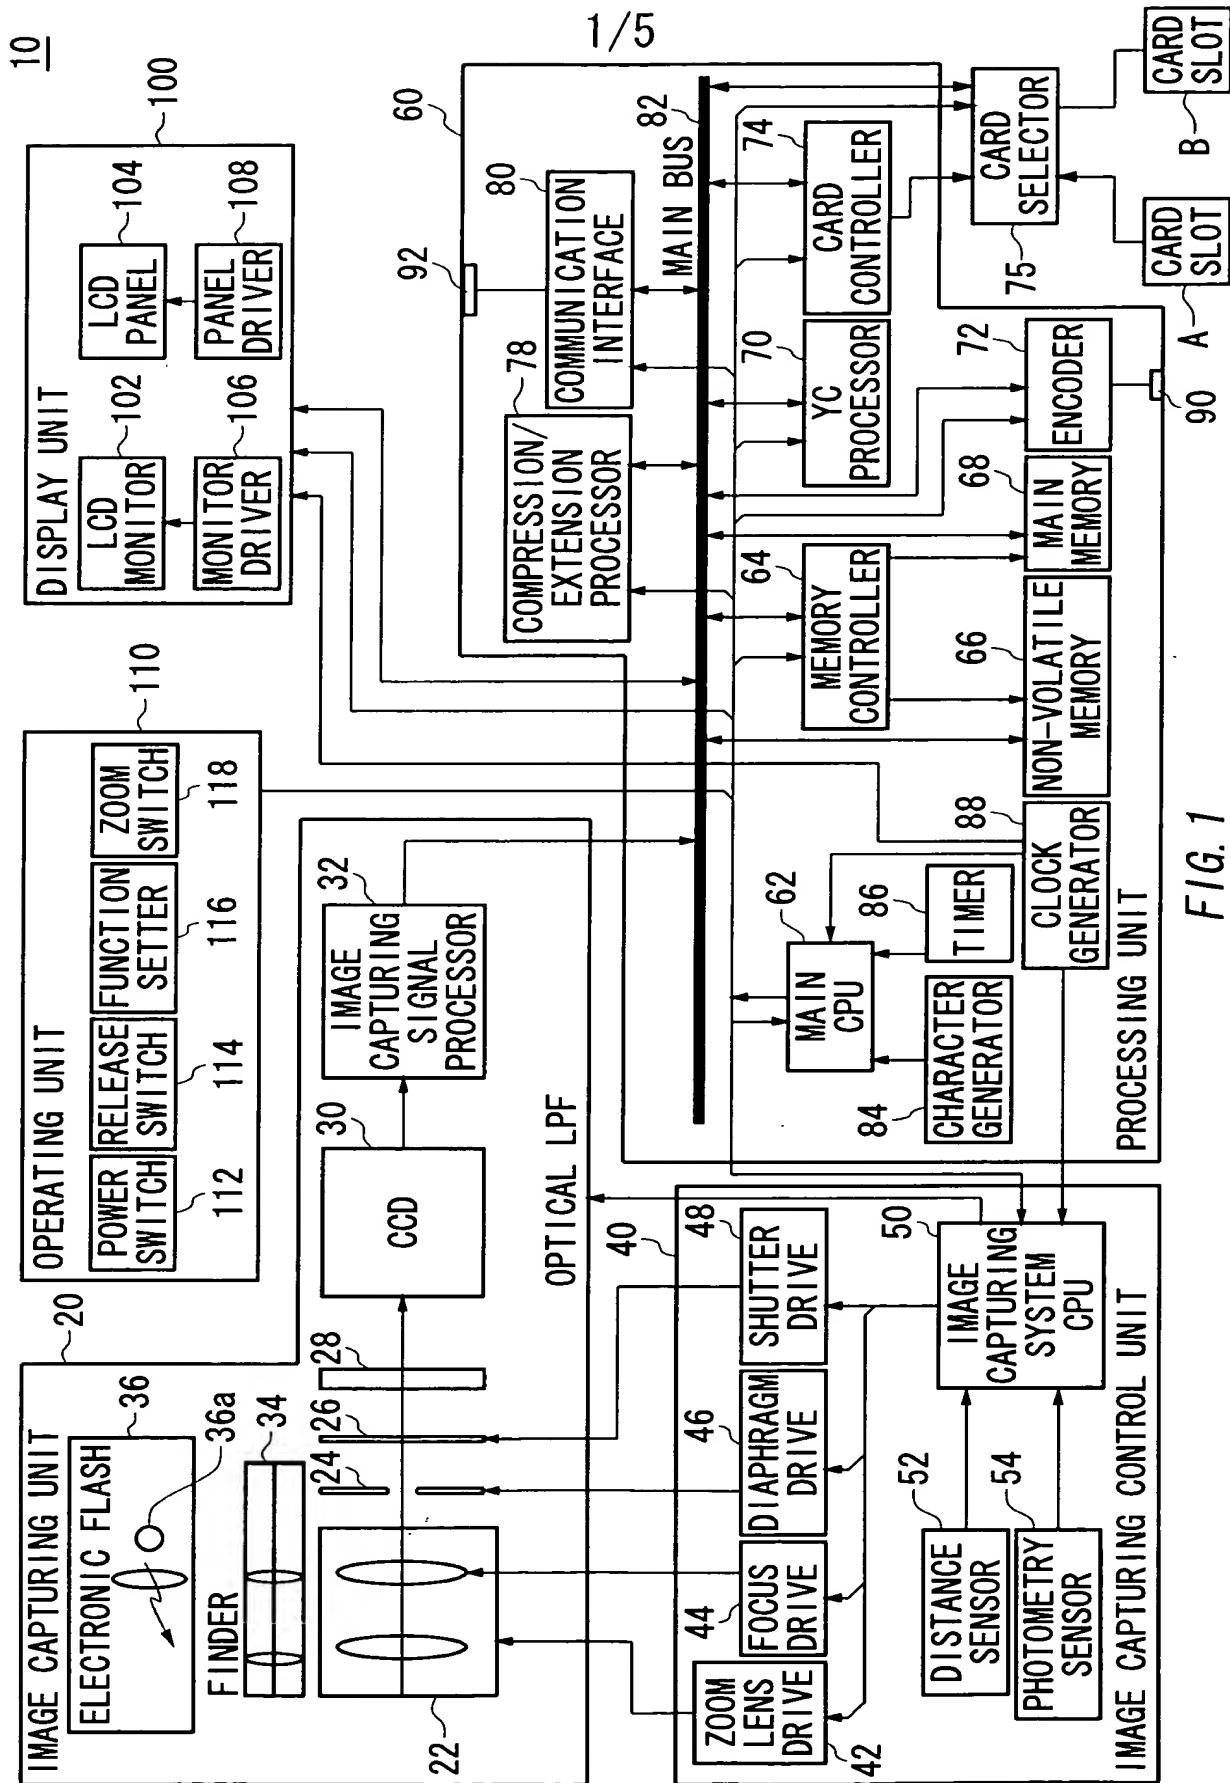 1/5
10
IMAGE CAPTURING UNIT
20
ELECTRONIC FLASH
36
36a
FINDER
34
22
24
26
28
CCD
30
IMAGE
CAPTURING
SIGNAL
PROCESSOR
32
OPTICAL LPF
OPERATING UNIT
110
POWER
SWITCH
112
RELEASE
SWITCH
114
FUNCTION
SETTER
116
ZOOM
SWITCH
118
DISPLAY UNIT
100
LCD
MONITOR
102
LCD
PANEL
104
MONITOR
DRIVER
106
PANEL
DRIVER
108
IMAGE CAPTURING CONTROL UNIT
40
ZOOM
LENS
DRIVE
42
FOCUS
DRIVE
44
DIAPHRAGM
DRIVE
46
SHUTTER
DRIVE
48
IMAGE
CAPTURING
SYSTEM
CPU
50
DISTANCE
SENSOR
52
PHOTOMETRY
SENSOR
54
PROCESSING UNIT
60
COMPRESSION/
EXTENSION
PROCESSOR
78
COMMUNICATION
INTERFACE
80
92
MAIN BUS
82
MAIN
CPU
62
MEMORY
CONTROLLER
64
YC
PROCESSOR
70
CARD
CONTROLLER
74
CHARACTER
GENERATOR
84
TIMER
86
CLOCK
GENERATOR
88
NON-VOLATILE
MEMORY
66
MAIN
MEMORY
68
ENCODER
72
90
CARD
SELECTOR
75
CARD
SLOT
A
CARD
SLOT
B
FIG. 1